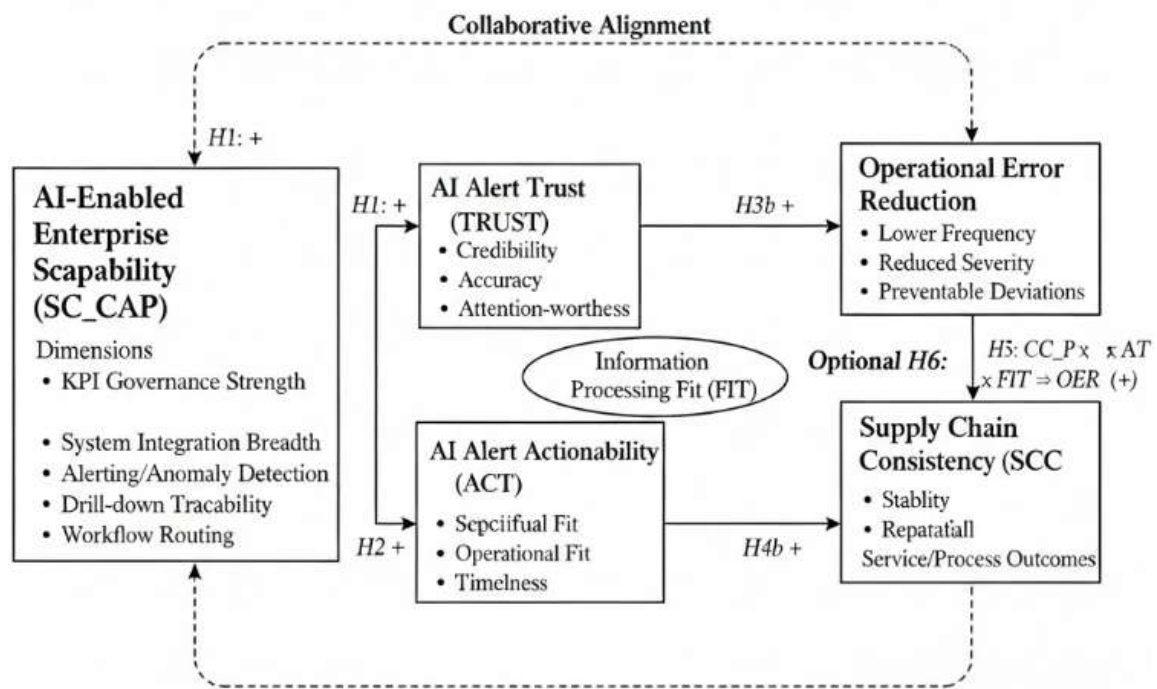 Collaborative Alignment
H1: +
AI-Enabled
Enterprise
Scapability
(SC_CAP)
Dimensions
• KPI Governance Strength
• System Integration Breadth
• Alerting/Anomaly Detection
• Drill-down Tracability
• Workflow Routing
H1: +
H2 +
AI Alert Trust
(TRUST)
• Credibiility
• Accuracy
• Attention-worthess
Information
Processing Fit (FIT)
AI Alert Actionability
(ACT)
• Sepciifual Fit
• Operational Fit
• Timelness
H3b +
H4b +
Operational Error
Reduction
• Lower Frequency
• Reduced Severity
• Preventable Deviations
Optional H6:
H5: CC_P x x AT
x FIT ⇒ OER (+)
Supply Chain
Consistency (SCC
• Stablity
• Repatatiall
Service/Process Outcomes